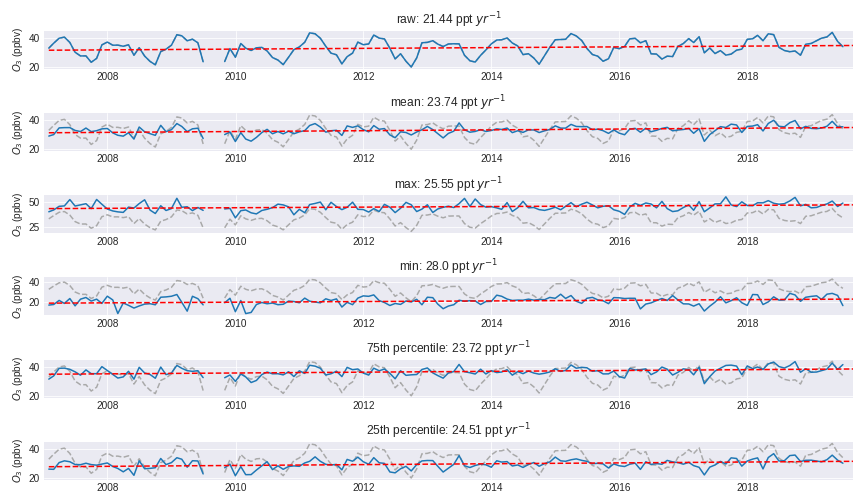 raw: 21.44 ppt yr⁻¹
O₃ (ppbv)
40
20
2008 2010 2012 2014 2016 2018
mean: 23.74 ppt yr⁻¹
O₃ (ppbv)
40
20
2008 2010 2012 2014 2016 2018
max: 25.55 ppt yr⁻¹
O₃ (ppbv)
50
25
2008 2010 2012 2014 2016 2018
min: 28.0 ppt yr⁻¹
O₃ (ppbv)
40
20
2008 2010 2012 2014 2016 2018
75th percentile: 23.72 ppt yr⁻¹
O₃ (ppbv)
40
20
2008 2010 2012 2014 2016 2018
25th percentile: 24.51 ppt yr⁻¹
O₃ (ppbv)
40
20
2008 2010 2012 2014 2016 2018